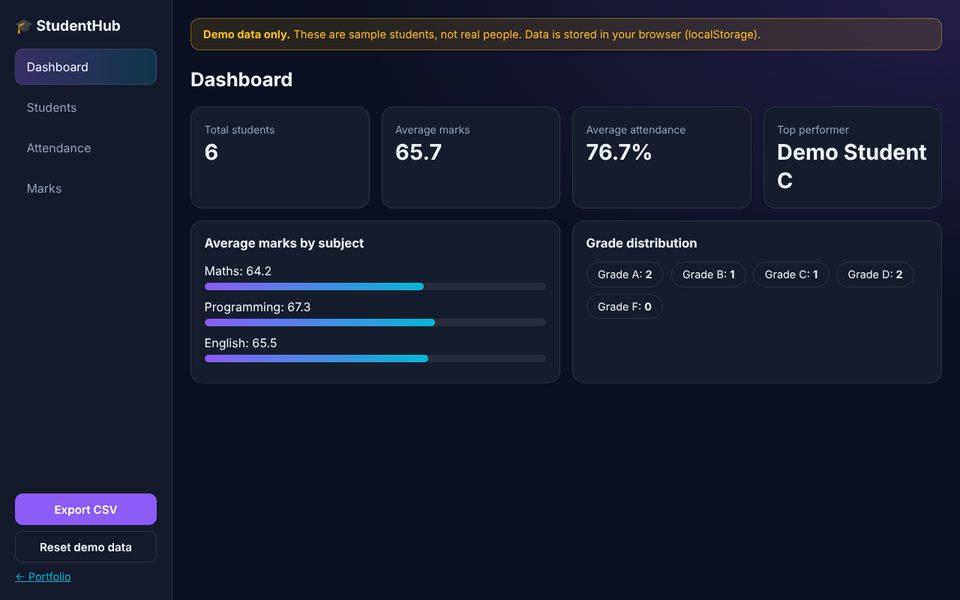 🎓 StudentHub
Dashboard
Students
Attendance
Marks
Export CSV
Reset demo data
← Portfolio
Demo data only. These are sample students, not real people. Data is stored in your browser (localStorage).
Dashboard
Total students
6
Average marks
65.7
Average attendance
76.7%
Top performer
Demo Student
C
Average marks by subject
Maths: 64.2
Programming: 67.3
English: 65.5
Grade distribution
Grade A: 2
Grade B: 1
Grade C: 1
Grade D: 2
Grade F: 0